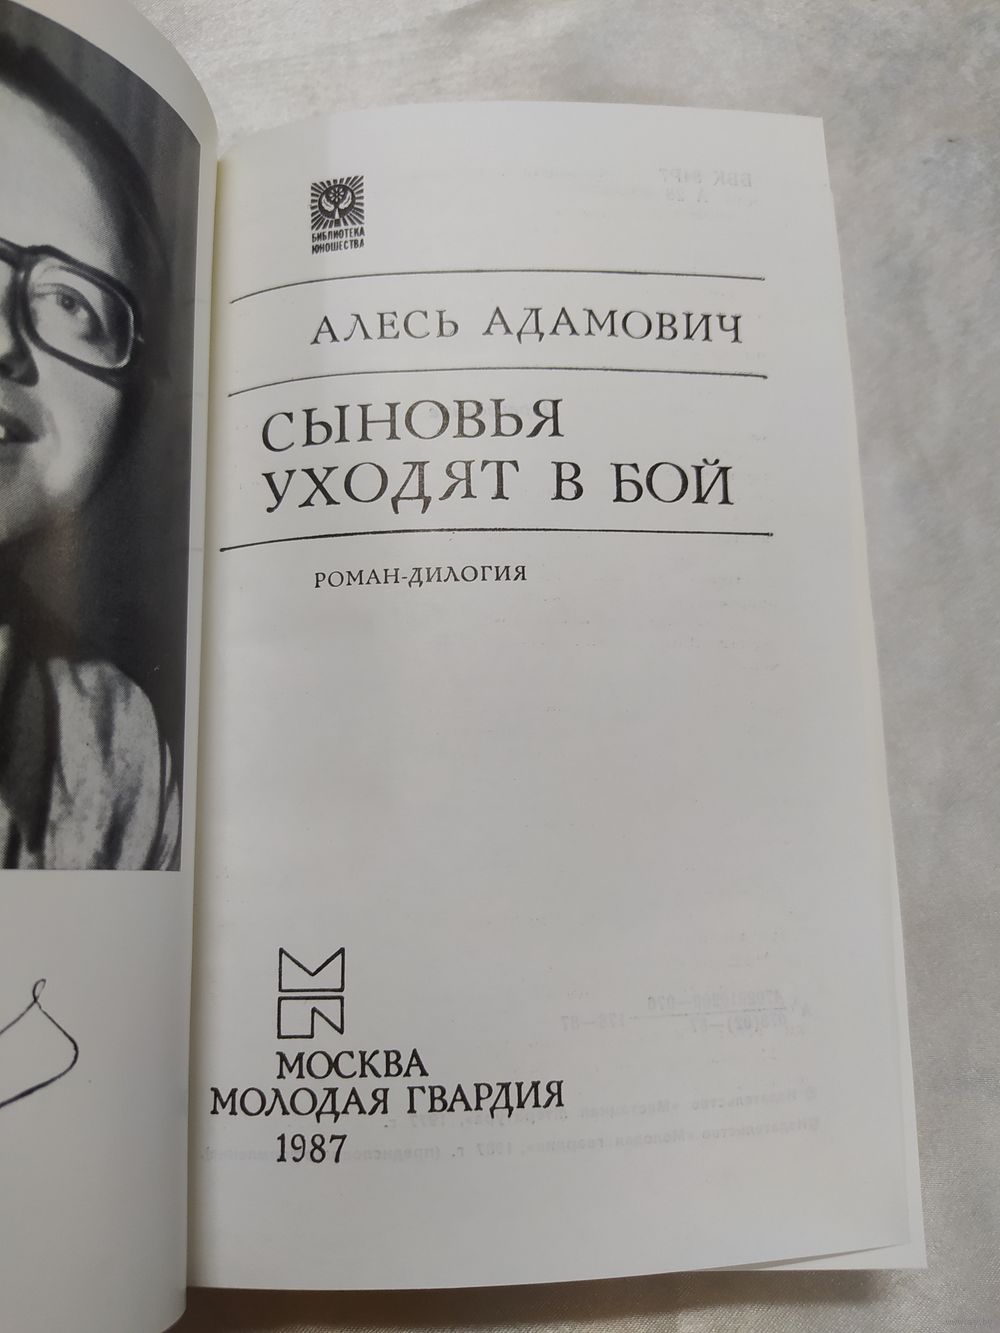 БИБЛИОТЕКА
ЮНОШЕСТВА
АЛЕСЬ АДАМОВИЧ
СЫНОВЬЯ
УХОДЯТ В БОЙ
РОМАН-ДИЛОГИЯ
МОСКВА
МОЛОДАЯ ГВАРДИЯ
1987